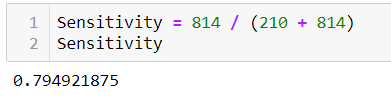 1 Sensitivity = 814 / (210 + 814)
2 Sensitivity
0.794921875